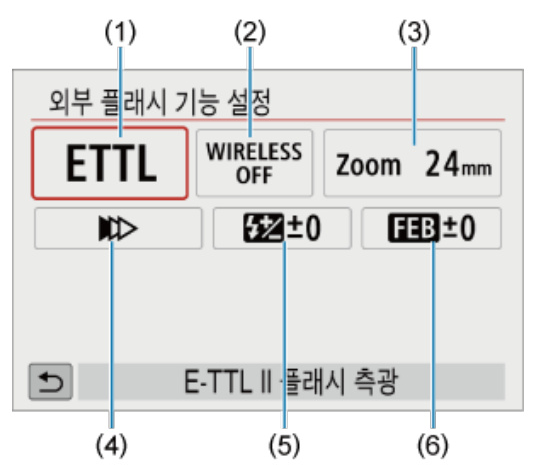 (1) (2) (3)
외부 플래시 기능 설정
ETTL WIRELESS OFF Zoom 24mm
±0 FEB±0
E-TTL II 플래시 측광
(4) (5) (6)